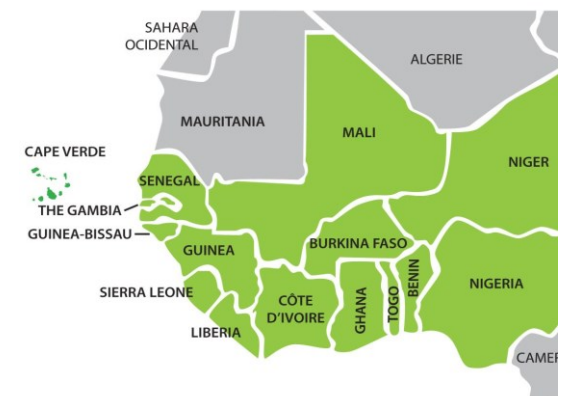 SAHARA
OCIDENTAL
ALGERIE
MAURITANIA
MALI
CAPE VERDE
NIGER
SENEGAL
THE GAMBIA
GUINEA-BISSAU
GUINEA
BURKINA FASO
BENIN
NIGERIA
SIERRA LEONE
CÔTE
D'IVOIRE
GHANA
TOGO
LIBERIA
CAMER